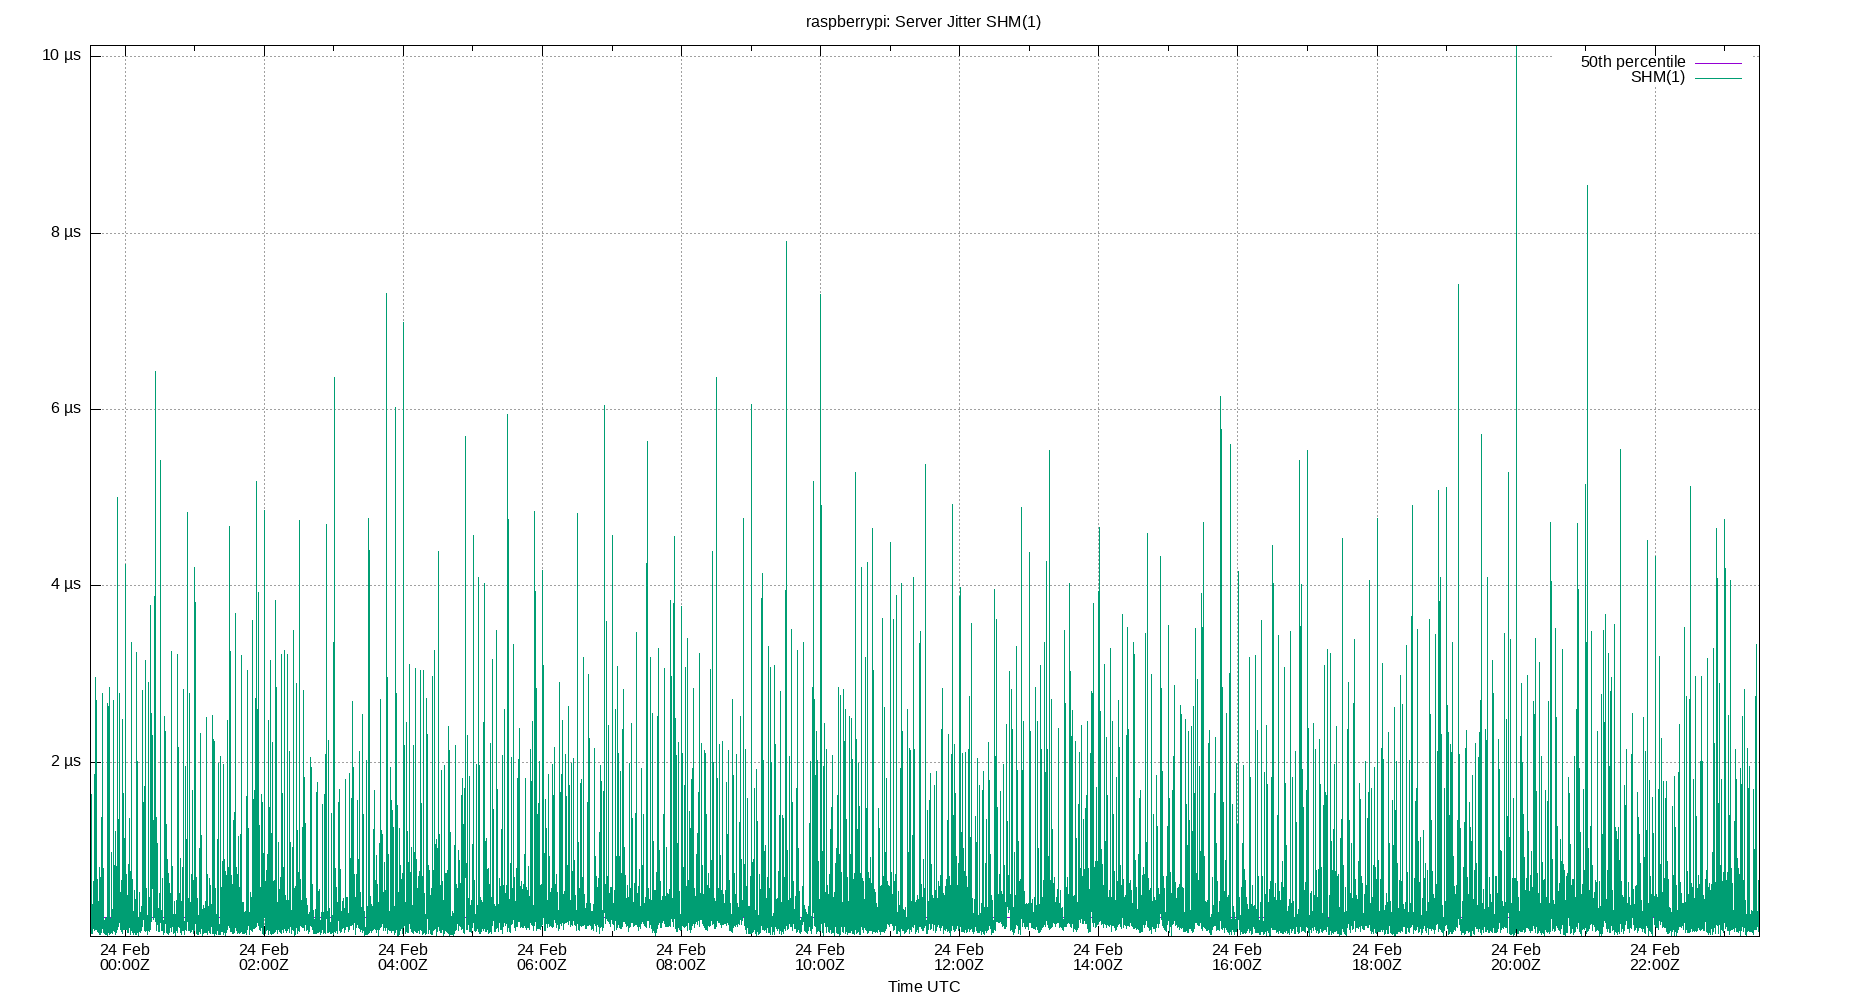 raspberrypi: Server Jitter SHM(1)
10 µs
8 µs
6 µs
4 µs
2 µs
50th percentile
SHM(1)
24 Feb 24 Feb 24 Feb 24 Feb 24 Feb 24 Feb 24 Feb 24 Feb 24 Feb 24 Feb 24 Feb 24 Feb
00:00Z 02:00Z 04:00Z 06:00Z 08:00Z 10:00Z 12:00Z 14:00Z 16:00Z 18:00Z 20:00Z 22:00Z
Time UTC